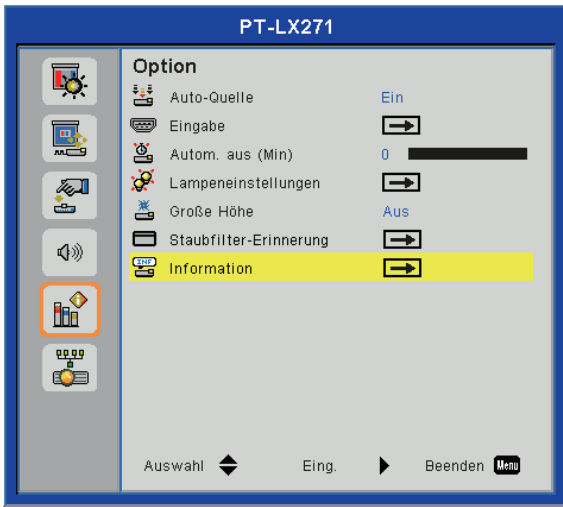 PT-LX271
Option
Auto-Quelle Ein
Eingabe
Autom. aus (Min) 0
Lampeneinstellungen
Große Höhe Aus
Staubfilter-Erinnerung
INF Information
Auswahl Eing. Beenden Menu